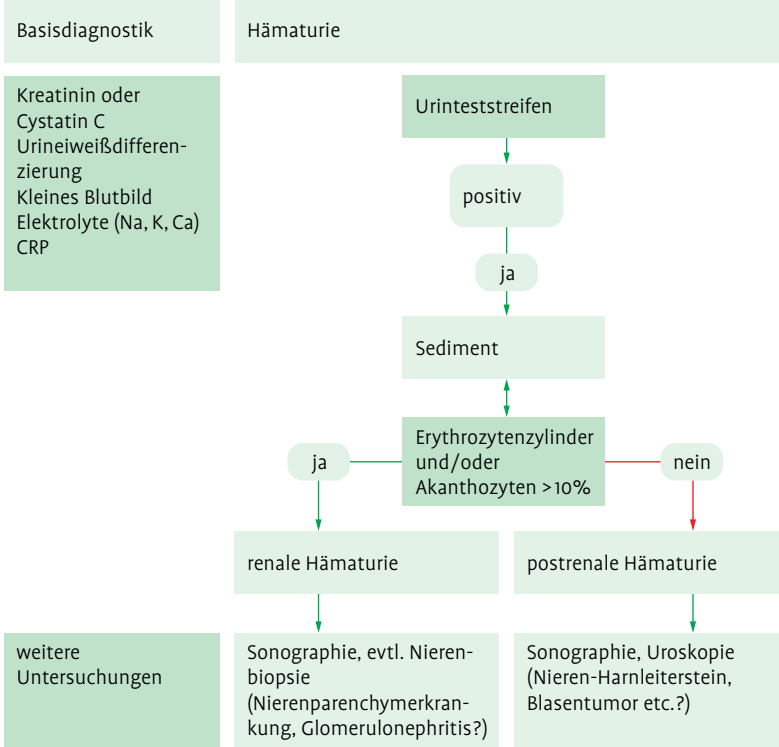 Basisdiagnostik
Hämaturie
Kreatinin oder
Cystatin C
Urineiweißdifferen-
zierung
Kleines Blutbild
Elektrolyte (Na, K, Ca)
CRP
Urinteststreifen
positiv
ja
Sediment
Erythrozytenzylinder
und/oder
Akanthozyten >10%
ja
nein
renale Hämaturie
postrenale Hämaturie
weitere
Untersuchungen
Sonographie, evtl. Nieren-
biopsie
(Nierenparenchymerkran-
kung, Glomerulonephritis?)
Sonographie, Uroskopie
(Nieren-Harnleiterstein,
Blasentumor etc.?)